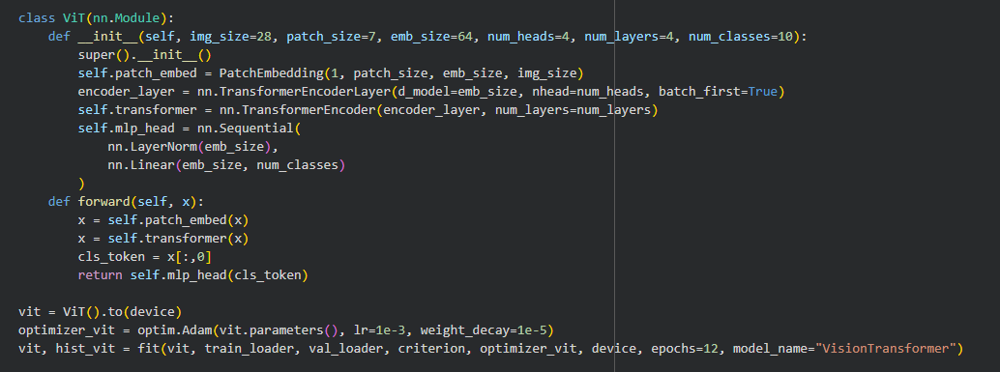 class ViT(nn.Module):
    def __init__(self, img_size=28, patch_size=7, emb_size=64, num_heads=4, num_layers=4, num_classes=10):
        super().__init__()
        self.patch_embed = PatchEmbedding(1, patch_size, emb_size, img_size)
        encoder_layer = nn.TransformerEncoderLayer(d_model=emb_size, nhead=num_heads, batch_first=True)
        self.transformer = nn.TransformerEncoder(encoder_layer, num_layers=num_layers)
        self.mlp_head = nn.Sequential(
            nn.LayerNorm(emb_size),
            nn.Linear(emb_size, num_classes)
        )
    def forward(self, x):
        x = self.patch_embed(x)
        x = self.transformer(x)
        cls_token = x[:,0]
        return self.mlp_head(cls_token)

vit = ViT().to(device)
optimizer_vit = optim.Adam(vit.parameters(), lr=1e-3, weight_decay=1e-5)
vit, hist_vit = fit(vit, train_loader, val_loader, criterion, optimizer_vit, device, epochs=12, model_name="VisionTransformer")